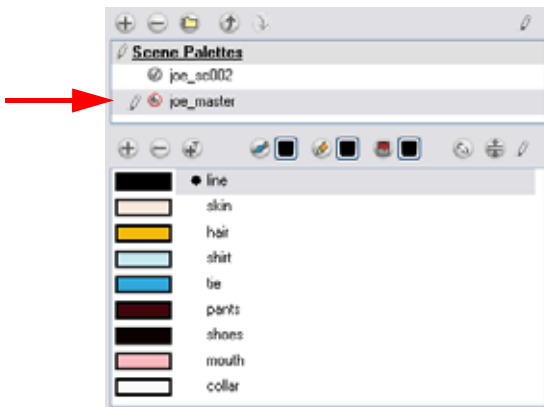 Scene Palettes
joe_sc002
joe_master
line
skin
hair
shirt
tie
pants
shoes
mouth
collar